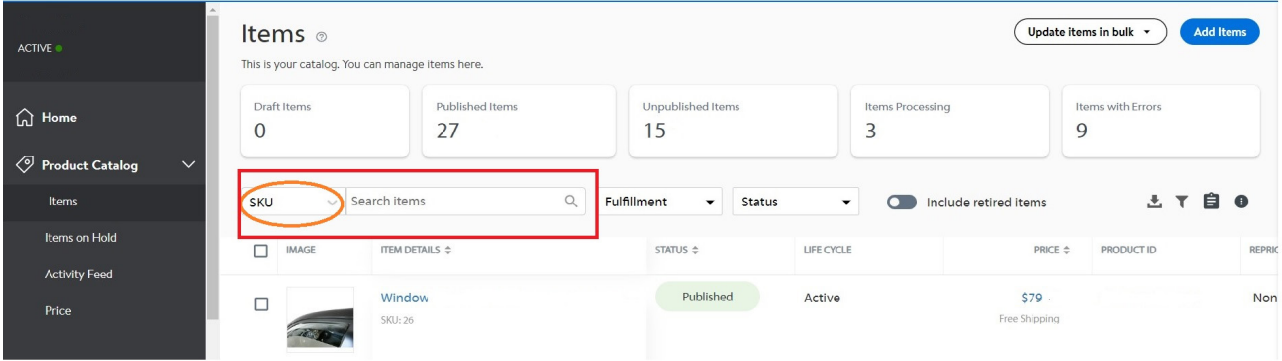 ACTIVE
Home
Product Catalog
Items
Items on Hold
Activity Feed
Price
Items
Update items in bulk
Add Items
This is your catalog. You can manage items here.
Draft Items
0
Published Items
27
Unpublished Items
15
Items Processing
3
Items with Errors
9
SKU
Search items
Fulfillment
Status
Include retired items
IMAGE ITEM DETAILS STATUS LIFE CYCLE PRICE PRODUCT ID
Window
SKU: 26
Published
Active
$79
Free Shipping
Non